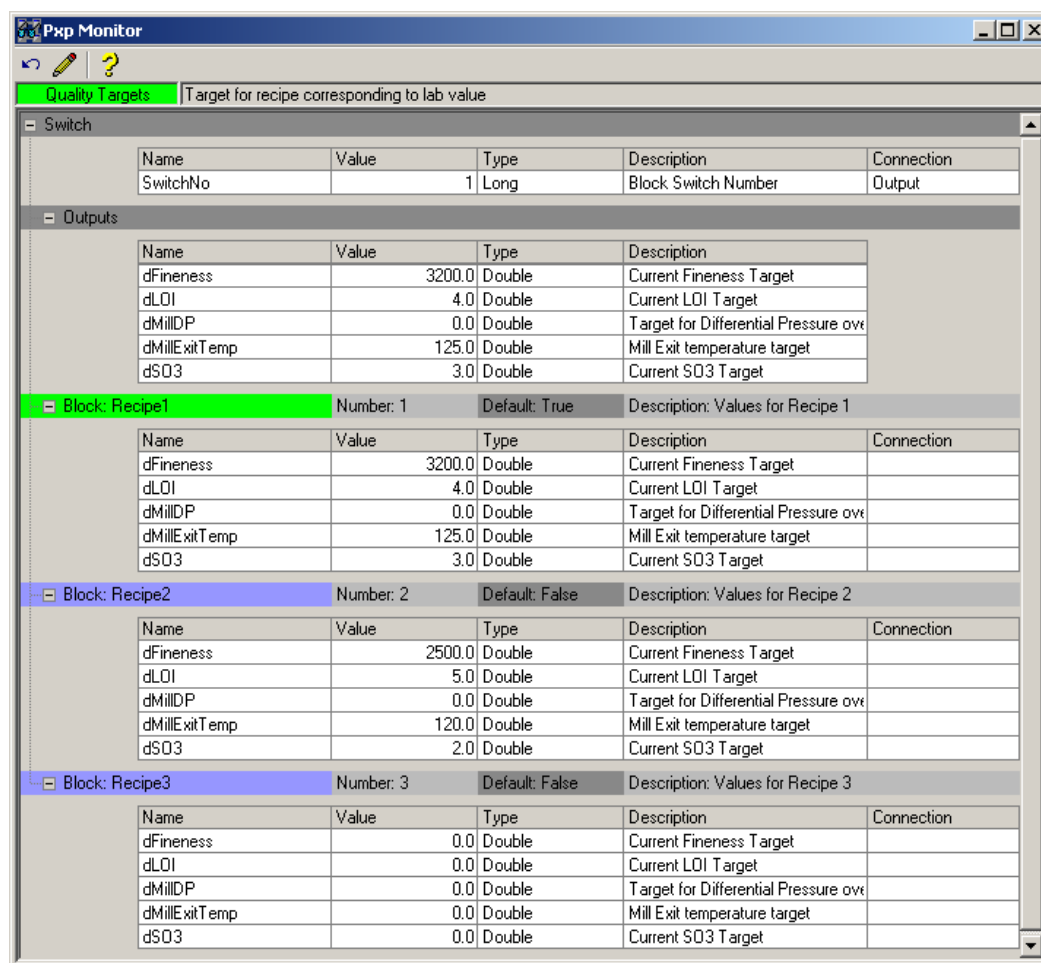 Pxp Monitor
Quality Targets Target for recipe corresponding to lab value
Switch
Name Value Type Description Connection
SwitchNo 1 Long Block Switch Number Output
Outputs
Name Value Type Description
dFineness 3200.0 Double Current Fineness Target
dLOI 4.0 Double Current LOI Target
dMillDP 0.0 Double Target for Differential Pressure ove
dMillExitTemp 125.0 Double Mill Exit temperature target
dSO3 3.0 Double Current SO3 Target
Block: Recipe1 Number: 1 Default: True Description: Values for Recipe 1
Name Value Type Description Connection
dFineness 3200.0 Double Current Fineness Target
dLOI 4.0 Double Current LOI Target
dMillDP 0.0 Double Target for Differential Pressure ove
dMillExitTemp 125.0 Double Mill Exit temperature target
dSO3 3.0 Double Current SO3 Target
Block: Recipe2 Number: 2 Default: False Description: Values for Recipe 2
Name Value Type Description Connection
dFineness 2500.0 Double Current Fineness Target
dLOI 5.0 Double Current LOI Target
dMillDP 0.0 Double Target for Differential Pressure ove
dMillExitTemp 120.0 Double Mill Exit temperature target
dSO3 2.0 Double Current SO3 Target
Block: Recipe3 Number: 3 Default: False Description: Values for Recipe 3
Name Value Type Description Connection
dFineness 0.0 Double Current Fineness Target
dLOI 0.0 Double Current LOI Target
dMillDP 0.0 Double Target for Differential Pressure ove
dMillExitTemp 0.0 Double Mill Exit temperature target
dSO3 0.0 Double Current SO3 Target